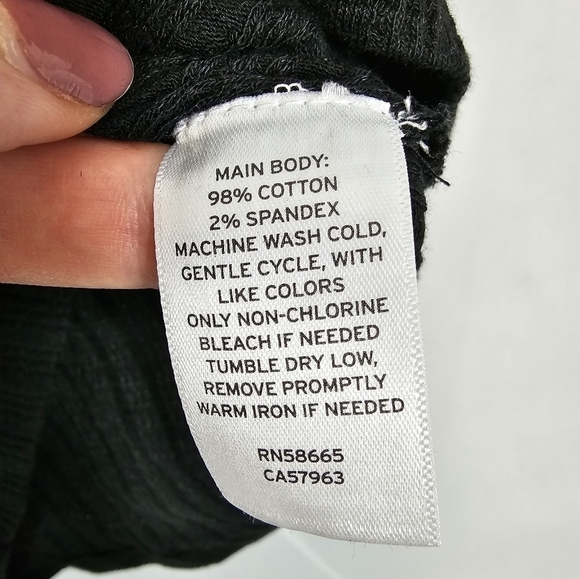 MAIN BODY:
98% COTTON
2% SPANDEX
MACHINE WASH COLD,
GENTLE CYCLE, WITH
LIKE COLORS
ONLY NON-CHLORINE
BLEACH IF NEEDED
TUMBLE DRY LOW,
REMOVE PROMPTLY
WARM IRON IF NEEDED
RN58665
CA57963